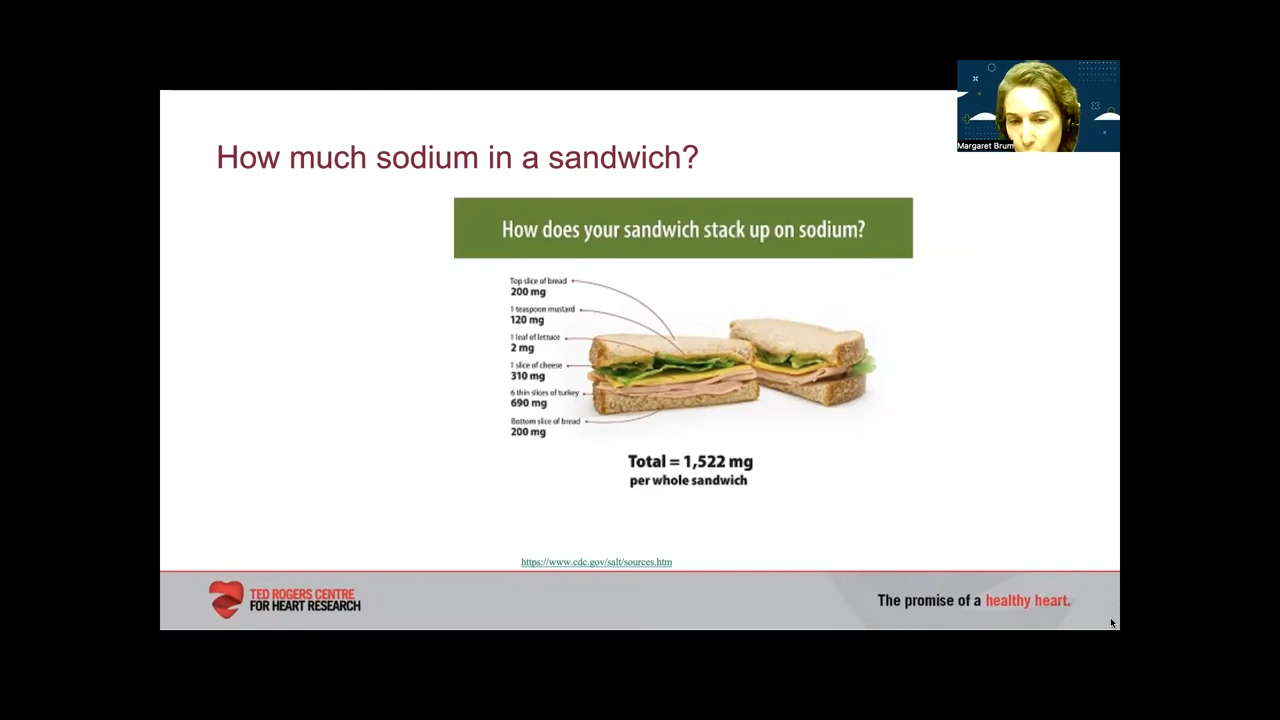 Margaret Brum
How much sodium in a sandwich?
How does your sandwich stack up on sodium?
Top slice of bread
200 mg
1 teaspoon mustard
120 mg
1 leaf of lettuce
2 mg
1 slice of cheese
310 mg
6 thin slices of turkey
690 mg
Bottom slice of bread
200 mg
Total = 1,522 mg
per whole sandwich
https://www.cdc.gov/salt/sources.htm
TED ROGERS CENTRE
FOR HEART RESEARCH
The promise of a healthy heart.